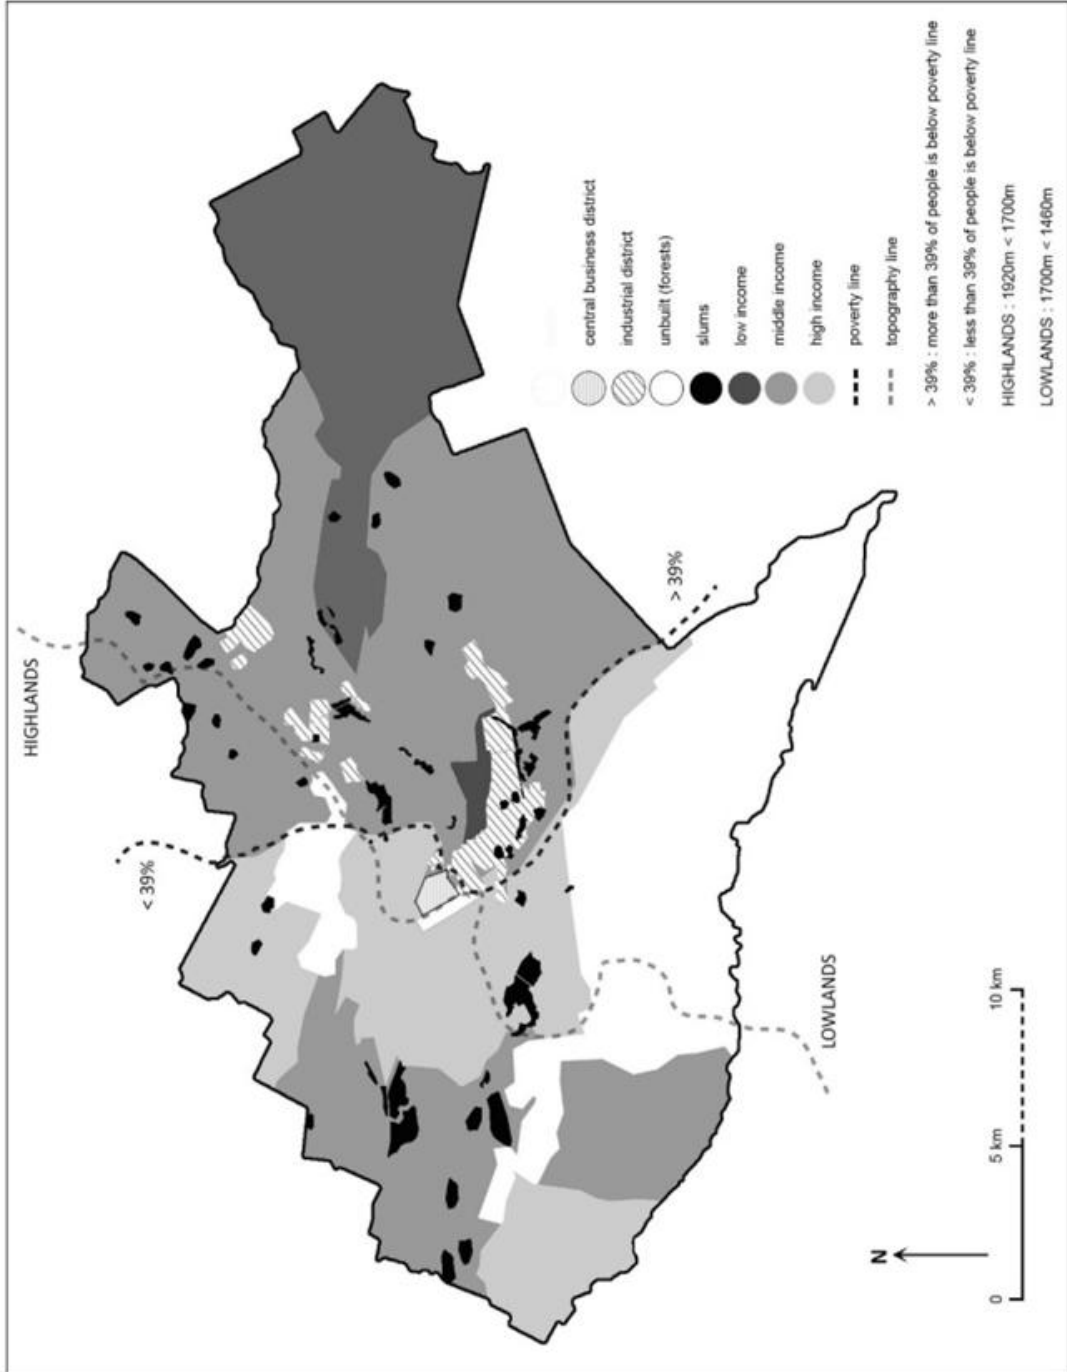 HIGHLANDS
< 39%
> 39%
LOWLANDS
central business district
industrial district
unbuilt (forests)
slums
low income
middle income
high income
poverty line
topography line
> 39% : more than 39% of people is below poverty line
< 39% : less than 39% of people is below poverty line
HIGHLANDS : 1920m < 1700m
LOWLANDS : 1700m < 1460m
N
0 5 km 10 km